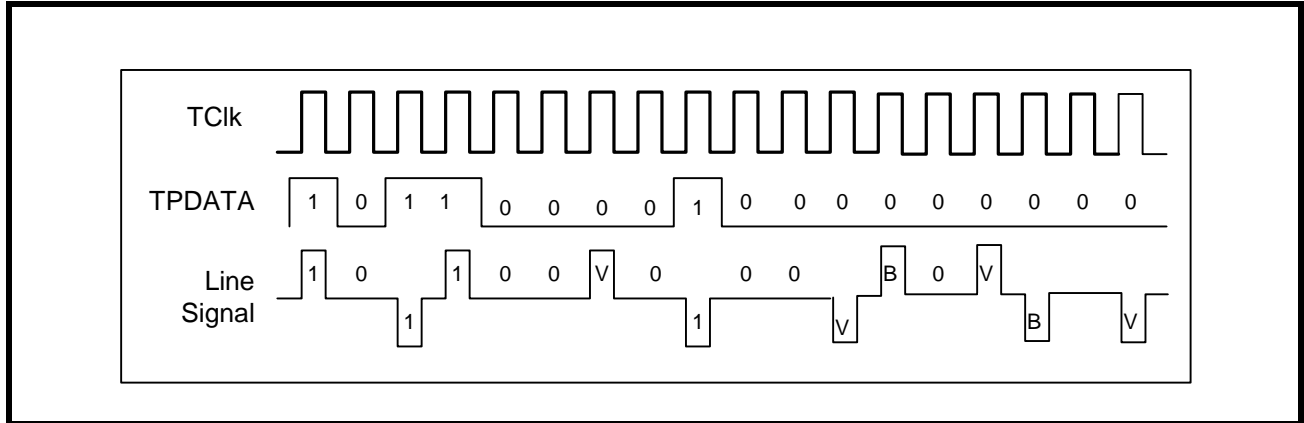 TClk
TPDATA 1 0 1 1 0 0 0 0 1 0 0 0 0 0 0 0 0 0
Line Signal 1 0 1 1 0 0 V 0 1 0 0 V B 0 V B V